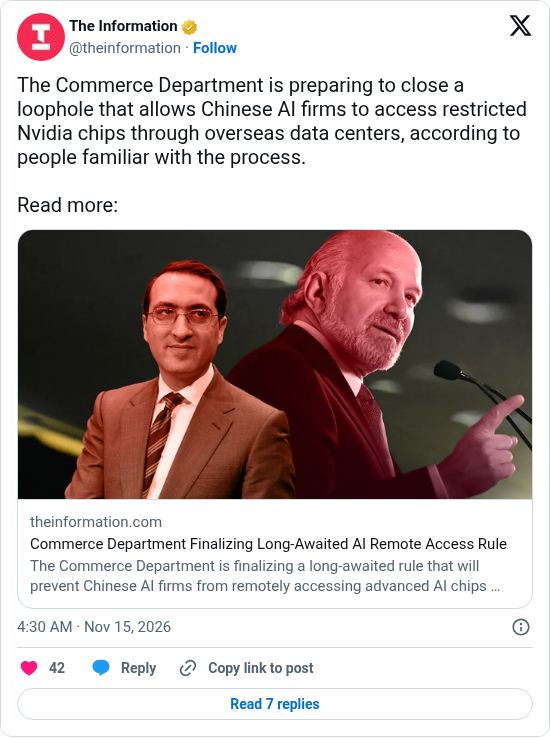 The Information
@theinformation · Follow
The Commerce Department is preparing to close a
loophole that allows Chinese AI firms to access restricted
Nvidia chips through overseas data centers, according to
people familiar with the process.
Read more:
theinformation.com
Commerce Department Finalizing Long-Awaited AI Remote Access Rule
The Commerce Department is finalizing a long-awaited rule that will
prevent Chinese AI firms from remotely accessing advanced AI chips ...
4:30 AM · Nov 15, 2026
42 Reply Copy link to post
Read 7 replies